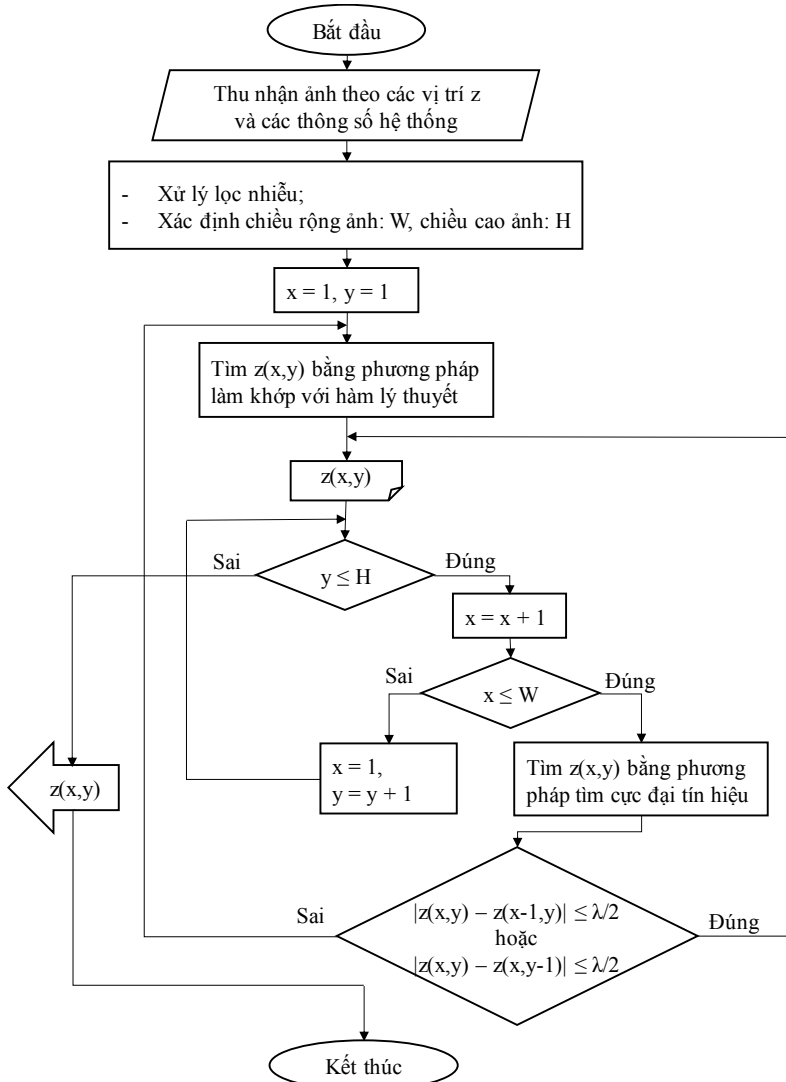 Bắt đầu
Thu nhận ảnh theo các vị trí z
và các thông số hệ thống
- Xử lý lọc nhiễu;
- Xác định chiều rộng ảnh: W, chiều cao ảnh: H
x = 1, y = 1
Tìm z(x,y) bằng phương pháp
làm khớp với hàm lý thuyết
z(x,y)
Sai
Đúng
y ≤ H
x = x + 1
Sai
Đúng
x ≤ W
x = 1,
y = y + 1
Tìm z(x,y) bằng phương
pháp tìm cực đại tín hiệu
z(x,y)
Sai
|z(x,y) – z(x-1,y)| ≤ λ/2
hoặc
|z(x,y) – z(x,y-1)| ≤ λ/2
Đúng
Kết thúc